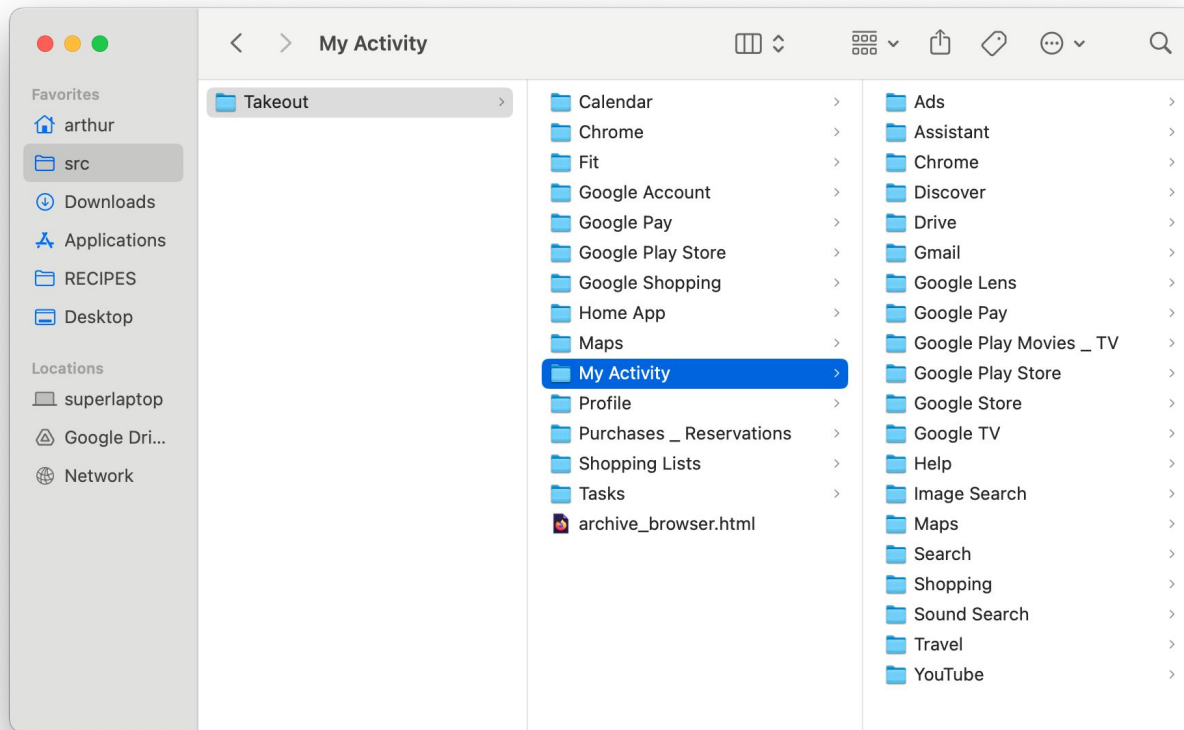 My Activity
Favorites
arthur
src
Downloads
Applications
RECIPES
Desktop
Locations
superlaptop
Google Dri...
Network
Takeout
Calendar
Chrome
Fit
Google Account
Google Pay
Google Play Store
Google Shopping
Home App
Maps
My Activity
Profile
Purchases _ Reservations
Shopping Lists
Tasks
archive_browser.html
Ads
Assistant
Chrome
Discover
Drive
Gmail
Google Lens
Google Pay
Google Play Movies _ TV
Google Play Store
Google Store
Google TV
Help
Image Search
Maps
Search
Shopping
Sound Search
Travel
YouTube